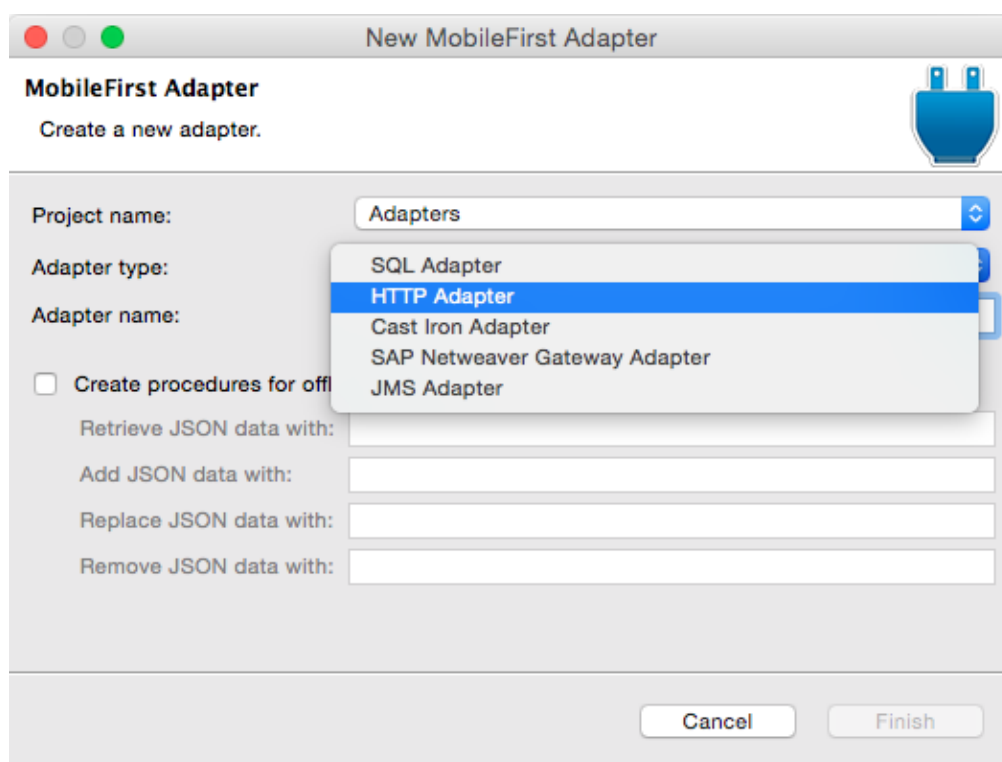 New MobileFirst Adapter
MobileFirst Adapter
Create a new adapter.
Project name: Adapters
Adapter type:
SQL Adapter
HTTP Adapter
Adapter name:
Cast Iron Adapter
SAP Netweaver Gateway Adapter
JMS Adapter
Create procedures for offl
Retrieve JSON data with:
Add JSON data with:
Replace JSON data with:
Remove JSON data with:
Cancel Finish